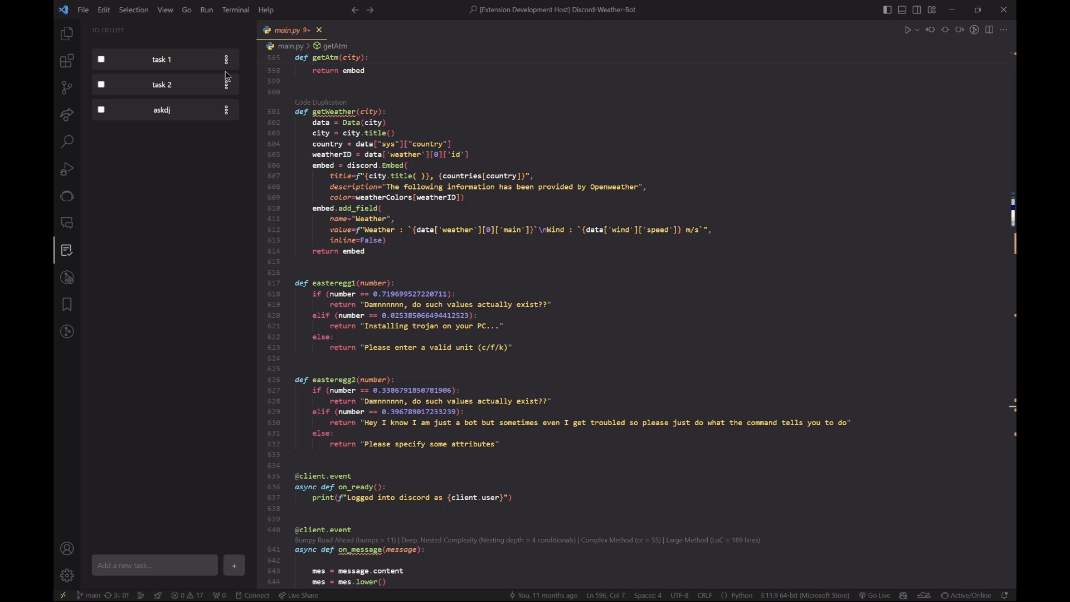 File Edit Selection View Go Run Terminal Help
[Extension Development Host] Discord-Weather-Bot
TO DO LIST
task 1
task 2
askdj
Add a new task...
+
main.py 9+
main.py > getAtm
565 def getAtm(city):
598 return embed
599
600
Code Duplication
601 def getWeather(city):
602 data = Data(city)
603 city = city.title()
604 country = data["sys"]["country"]
605 weatherID = data['weather'][0]['id']
606 embed = discord.Embed(
607 title=f"{city.title( )}, {countries[country]}",
608 description="The following information has been provided by Openweather",
609 color=weatherColors[weatherID])
610 embed.add_field(
611 name="Weather",
612 value=f"Weather : `{data['weather'][0]['main']}`\nWind : `{data['wind']['speed']} m/s`",
613 inline=False)
614 return embed
615
616
617 def easteregg1(number):
618 if (number == 0.719699527220711):
619 return "Damnnnnnn, do such values actually exist??"
620 elif (number == 0.025385066494412523):
621 return "Installing trojan on your PC..."
622 else:
623 return "Please enter a valid unit (c/f/k)"
624
625
626 def easteregg2(number):
627 if (number == 0.3386791850781906):
628 return "Damnnnnnn, do such values actually exist??"
629 elif (number == 0.396789017233239):
630 return "Hey I know I am just a bot but sometimes even I get troubled so please just do what the command tells you to do"
631 else:
632 return "Please specify some attributes"
633
634
635 @client.event
636 async def on_ready():
637 print(f"Logged into discord as {client.user}")
638
639
640 @client.event
Bumpy Road Ahead (bumps = 11) | Deep, Nested Complexity (Nesting depth = 4 conditionals) | Complex Method (cc = 55) | Large Method (LoC = 189 lines)
641 async def on_message(message):
642
643 mes = message.content
644 mes = mes.lower()
main 3↓ 0↑ 0 17 0 Connect Live Share You, 11 months ago Ln 596, Col 7 Spaces: 4 UTF-8 CRLF Python 3.11.9 64-bit (Microsoft Store) Go Live Active/Online